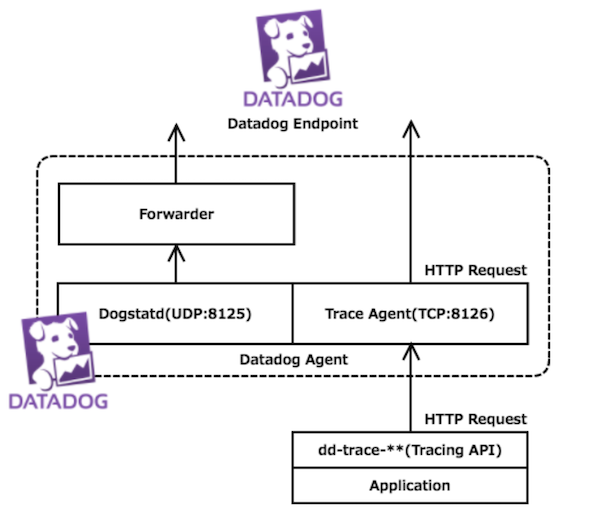 DATADOG
Datadog Endpoint
Forwarder
HTTP Request
Dogstatd(UDP:8125)
Trace Agent(TCP:8126)
Datadog Agent
DATADOG
HTTP Request
dd-trace-**(Tracing API)
Application